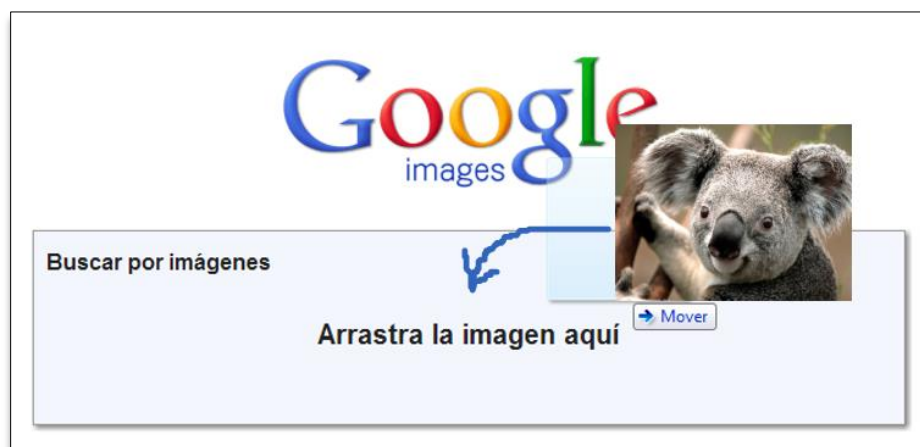 Google
images
Buscar por imágenes
Arrastra la imagen aquí
Mover